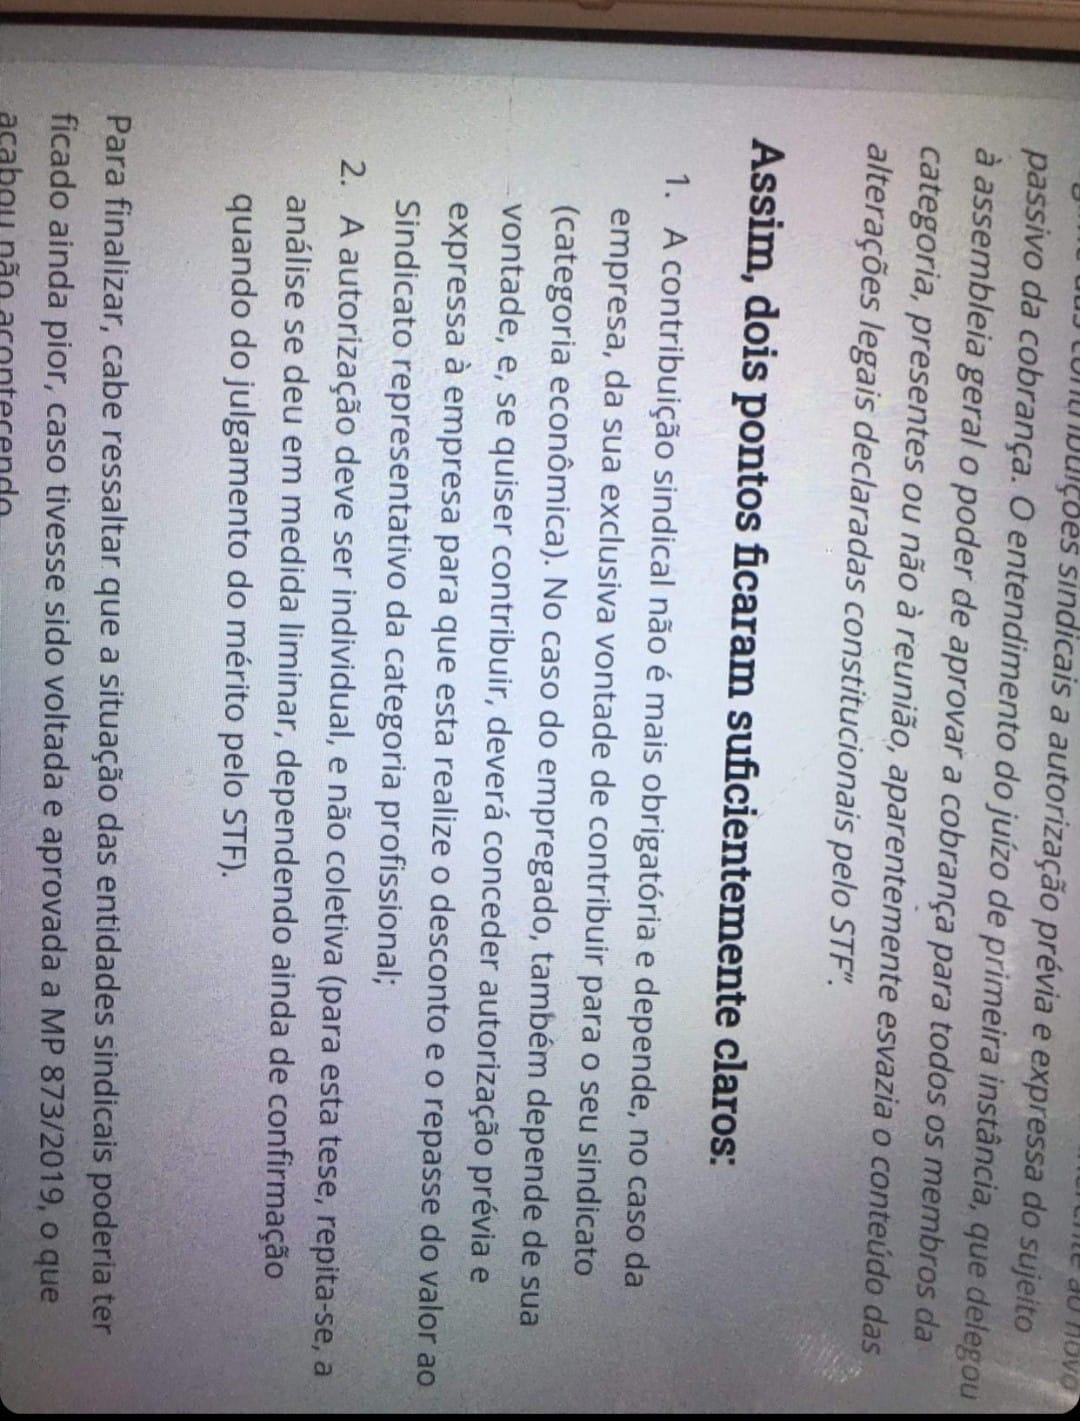 contribuições sindicais a autorização prévia e expressa do sujeito
passivo da cobrança. O entendimento do juízo de primeira instância, que delegou
à assembleia geral o poder de aprovar a cobrança para todos os membros da
categoria, presentes ou não à reunião, aparentemente esvazia o conteúdo das
alterações legais declaradas constitucionais pelo STF”.
Assim, dois pontos ficaram suficientemente claros:
1. A contribuição sindical não é mais obrigatória e depende, no caso da
empresa, da sua exclusiva vontade de contribuir para o seu sindicato
(categoria econômica). No caso do empregado, também depende de sua
vontade, e, se quiser contribuir, deverá conceder autorização prévia e
expressa à empresa para que esta realize o desconto e o repasse do valor ao
Sindicato representativo da categoria profissional;
2. A autorização deve ser individual, e não coletiva (para esta tese, repita-se, a
análise se deu em medida liminar, dependendo ainda de confirmação
quando do julgamento do mérito pelo STF).
Para finalizar, cabe ressaltar que a situação das entidades sindicais poderia ter
ficado ainda pior, caso tivesse sido voltada e aprovada a MP 873/2019, o que
acabou não acontecendo